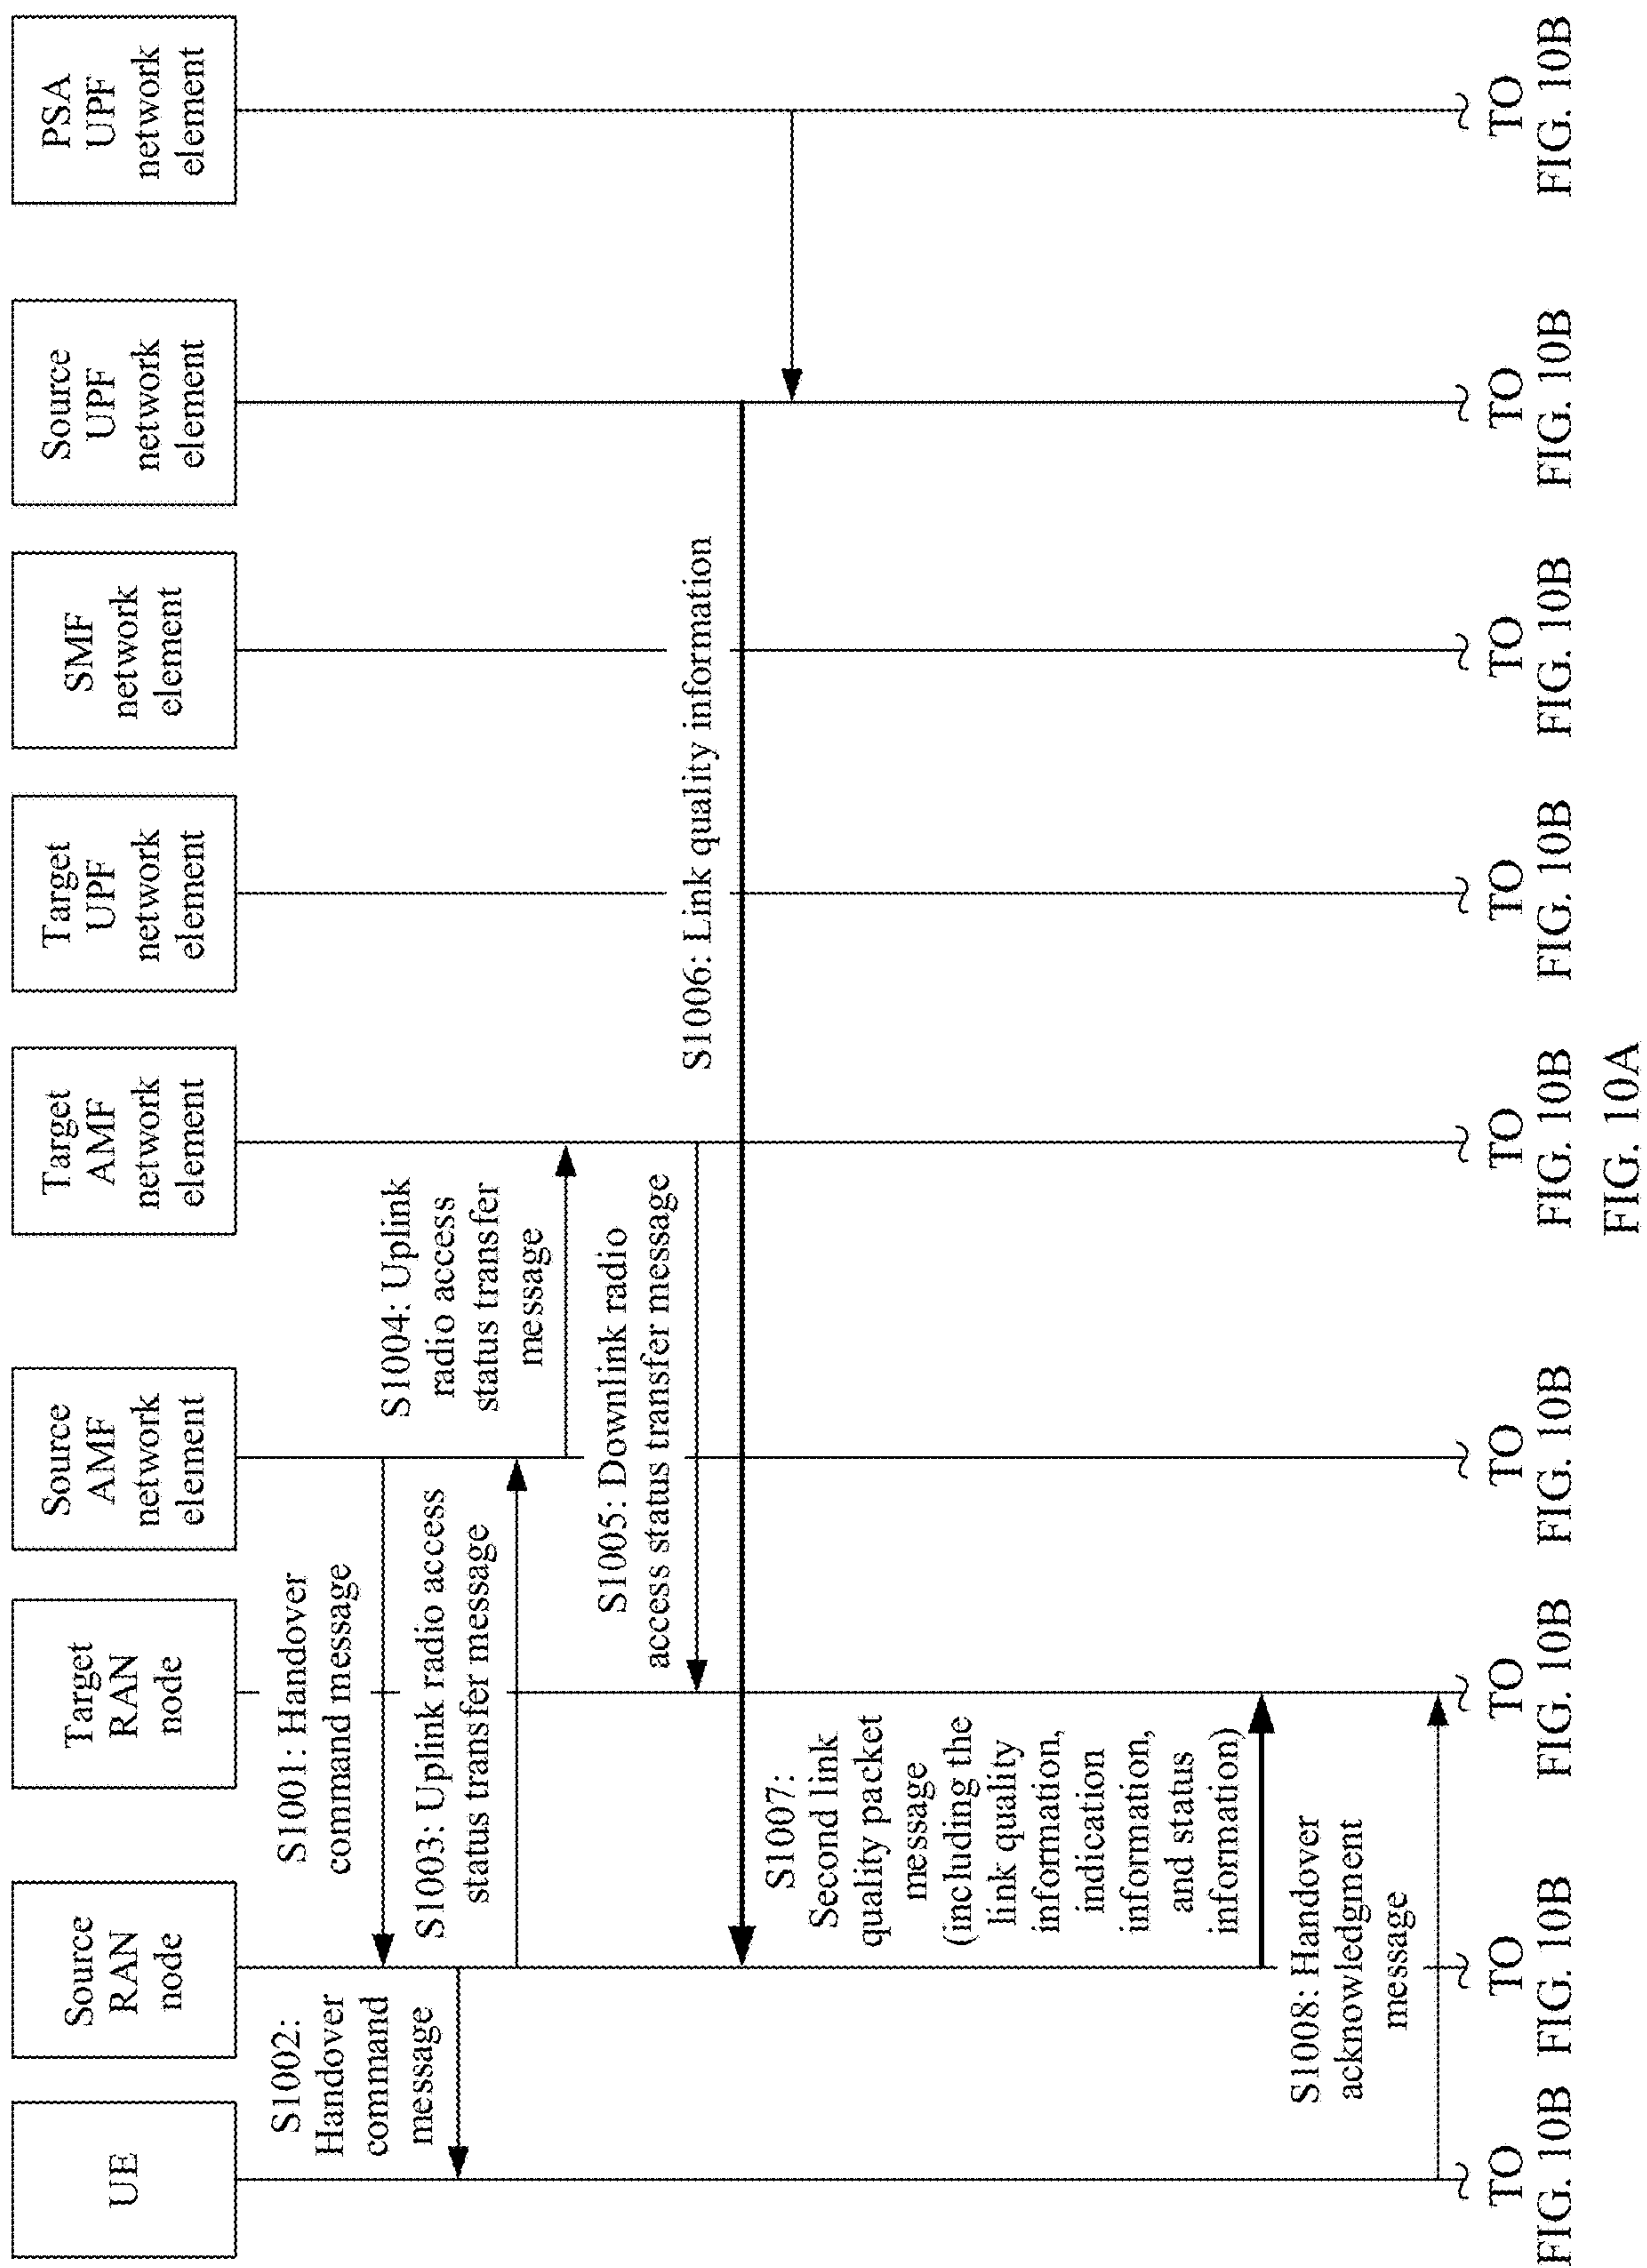 UE
Source
RAN
node
Target
RAN
node
Source
AMF
network
element
Target
AMF
network
element
Target
UPF
network
element
SMF
network
element
Source
UPF
network
element
PSA
UPF
network
element
S1001: Handover
command message
S1002:
Handover
command
message
S1003: Uplink radio access
status transfer message
S1004: Uplink
radio access
status transfer
message
S1005: Downlink radio
access status transfer message
S1006: Link quality information
S1007:
Second link
quality packet
message
(including the
link quality
information,
indication
information,
and status
information)
S1008: Handover
acknowledgment
message
TO
FIG. 10B
TO
FIG. 10B
TO
FIG. 10B
TO
FIG. 10B
TO
FIG. 10B
TO
FIG. 10B
TO
FIG. 10B
TO
FIG. 10B
TO
FIG. 10B
FIG. 10A